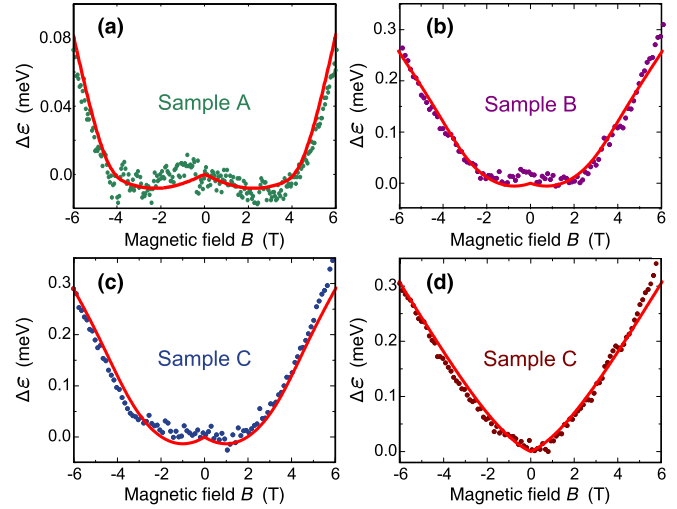 (a)
Sample A
Δε (meV)
0.08
0.04
0.0
-6 -4 -2 0 2 4 6
Magnetic field B (T)
(b)
Sample B
Δε (meV)
0.3
0.2
0.1
0.0
-6 -4 -2 0 2 4 6
Magnetic field B (T)
(c)
Sample C
Δε (meV)
0.3
0.2
0.1
0.0
-6 -4 -2 0 2 4 6
Magnetic field B (T)
(d)
Sample C
Δε (meV)
0.3
0.2
0.1
0.0
-6 -4 -2 0 2 4 6
Magnetic field B (T)